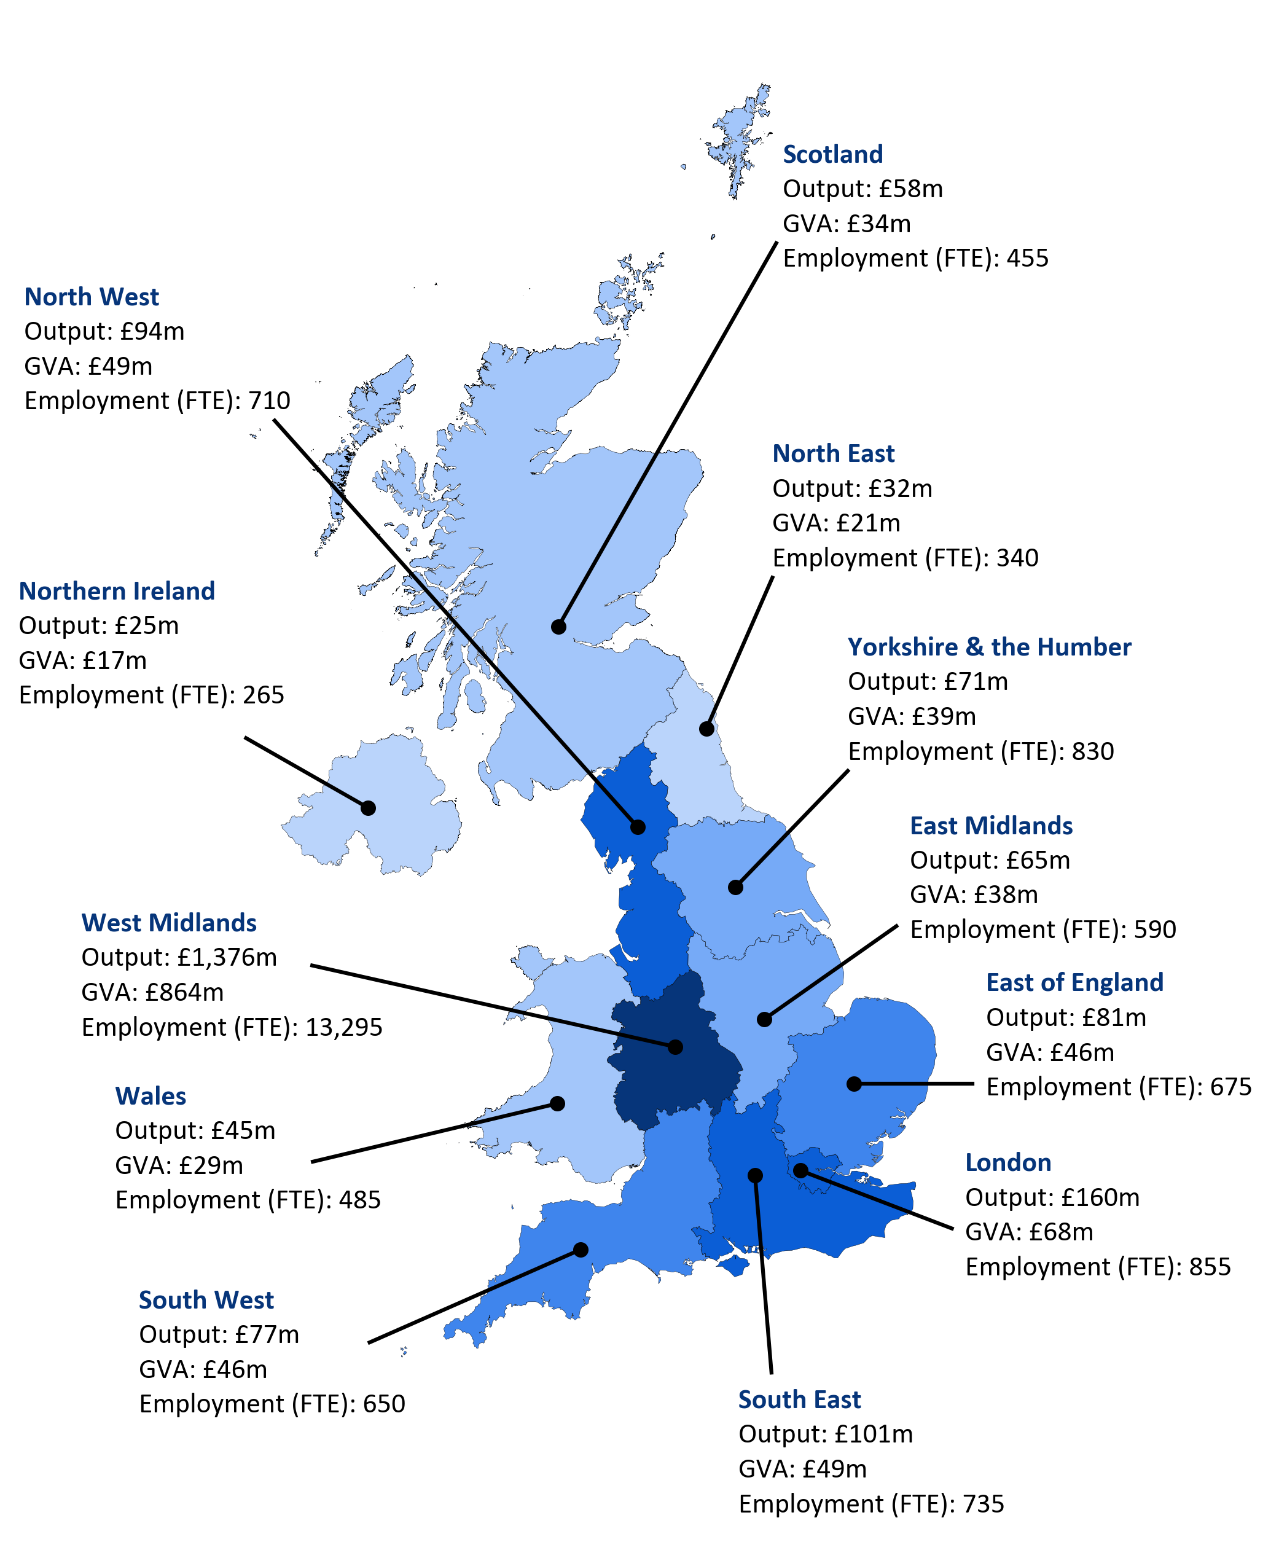 Scotland
Output: £58m
GVA: £34m
Employment (FTE): 455
North West
Output: £94m
GVA: £49m
Employment (FTE): 710
North East
Output: £32m
GVA: £21m
Employment (FTE): 340
Northern Ireland
Output: £25m
GVA: £17m
Employment (FTE): 265
Yorkshire & the Humber
Output: £71m
GVA: £39m
Employment (FTE): 830
East Midlands
Output: £65m
GVA: £38m
Employment (FTE): 590
West Midlands
Output: £1,376m
GVA: £864m
Employment (FTE): 13,295
East of England
Output: £81m
GVA: £46m
Employment (FTE): 675
Wales
Output: £45m
GVA: £29m
Employment (FTE): 485
London
Output: £160m
GVA: £68m
Employment (FTE): 855
South West
Output: £77m
GVA: £46m
Employment (FTE): 650
South East
Output: £101m
GVA: £49m
Employment (FTE): 735